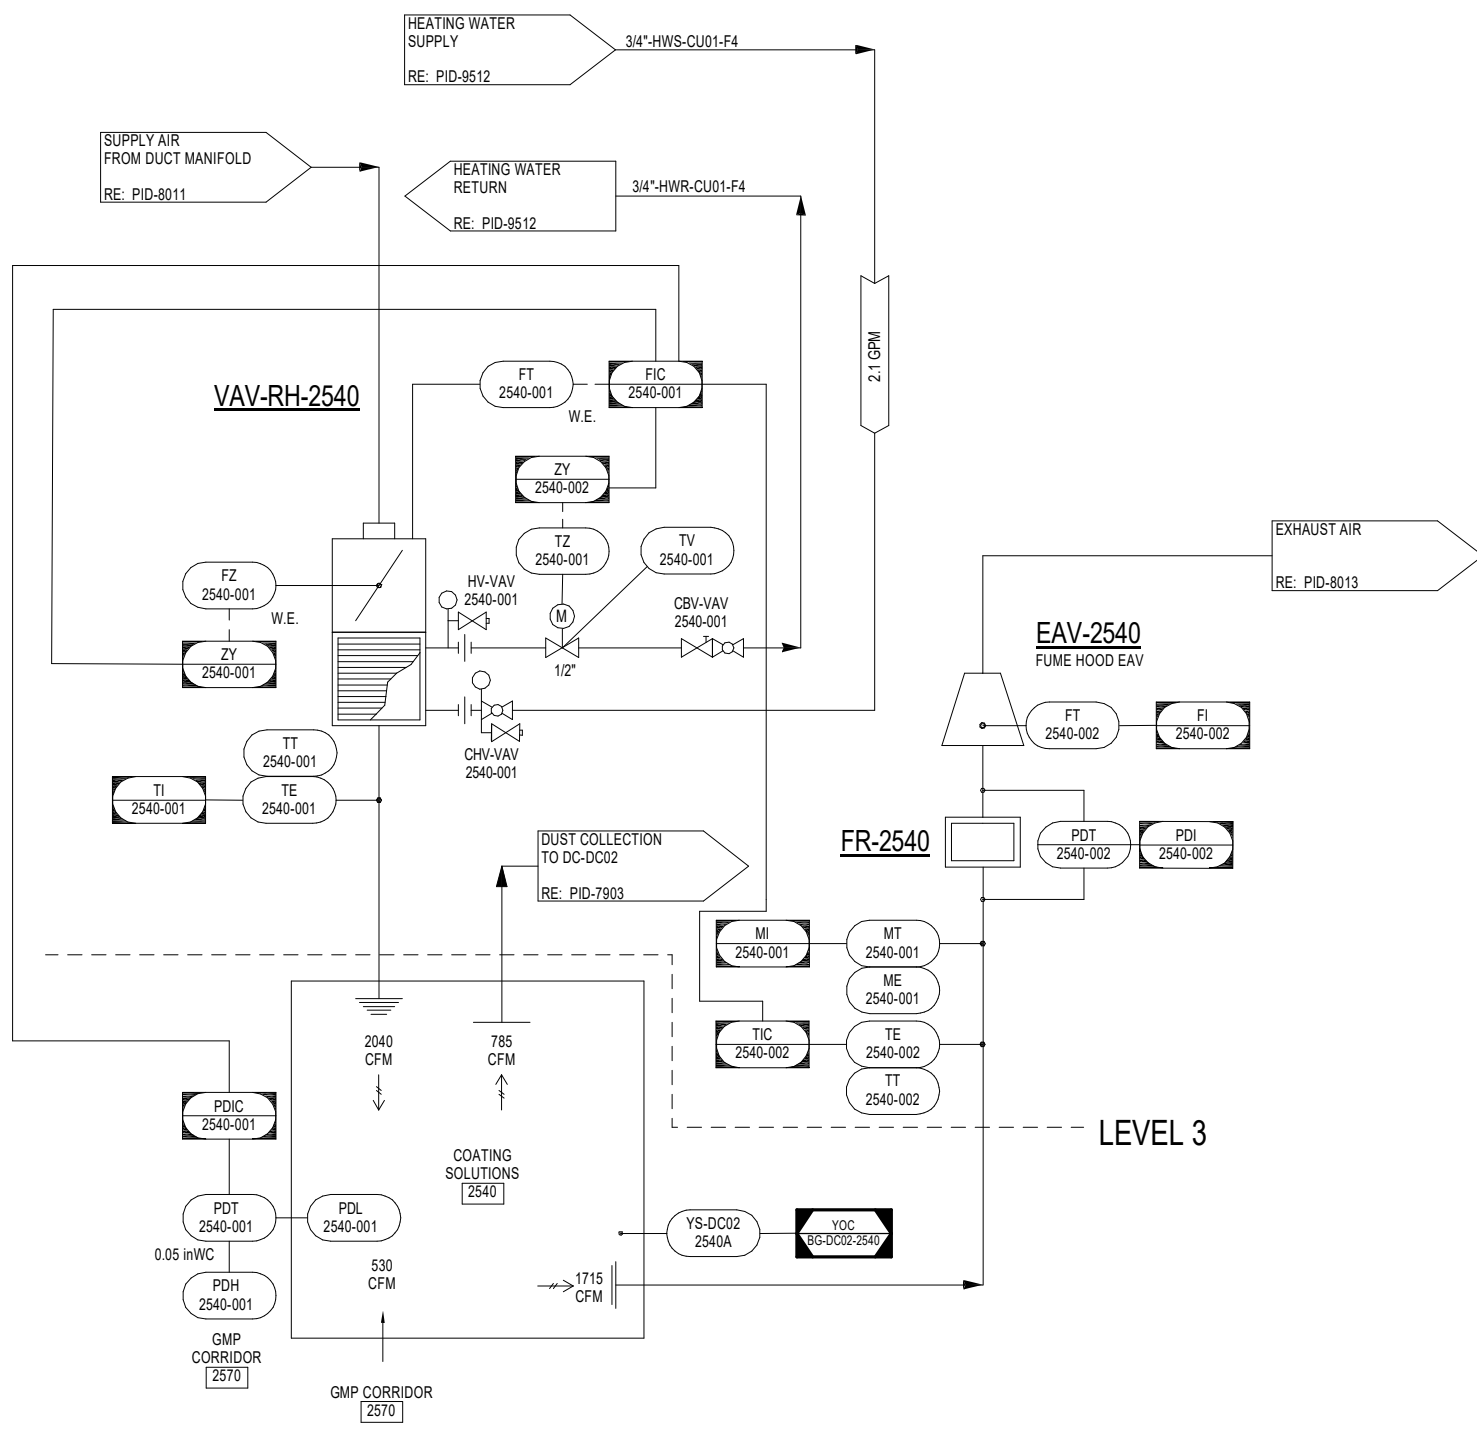 HEATING WATER
SUPPLY
RE: PID-9512
3/4"-HWS-CU01-F4
SUPPLY AIR
FROM DUCT MANIFOLD
RE: PID-8011
HEATING WATER
RETURN
RE: PID-9512
3/4"-HWR-CU01-F4
2.1 GPM
VAV-RH-2540
FT
2540-001
W.E.
FIC
2540-001
ZY
2540-002
TZ
2540-001
TV
2540-001
FZ
2540-001
W.E.
ZY
2540-001
HV-VAV
2540-001
M
1/2"
CBV-VAV
2540-001
CHV-VAV
2540-001
EXHAUST AIR
RE: PID-8013
EAV-2540
FUME HOOD EAV
FT
2540-002
FI
2540-002
TT
2540-001
TI
2540-001
TE
2540-001
DUST COLLECTION
TO DC-DC02
RE: PID-7903
FR-2540
PDT
2540-002
PDI
2540-002
MI
2540-001
MT
2540-001
ME
2540-001
TIC
2540-002
TE
2540-002
TT
2540-002
LEVEL 3
2040
CFM
785
CFM
PDIC
2540-001
COATING
SOLUTIONS
2540
PDT
2540-001
PDL
2540-001
0.05 inWC
PDH
2540-001
GMP
CORRIDOR
2570
530
CFM
YS-DC02
2540A
YOC
BG-DC02-2540
1715
CFM
GMP CORRIDOR
2570